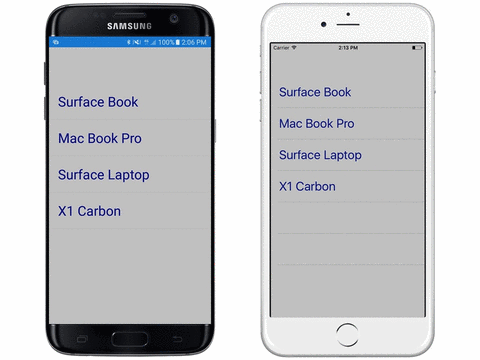 SAMSUNG
100% 2:06 PM
Surface Book
Mac Book Pro
Surface Laptop
X1 Carbon
Carrier 2:13 PM
Surface Book
Mac Book Pro
Surface Laptop
X1 Carbon